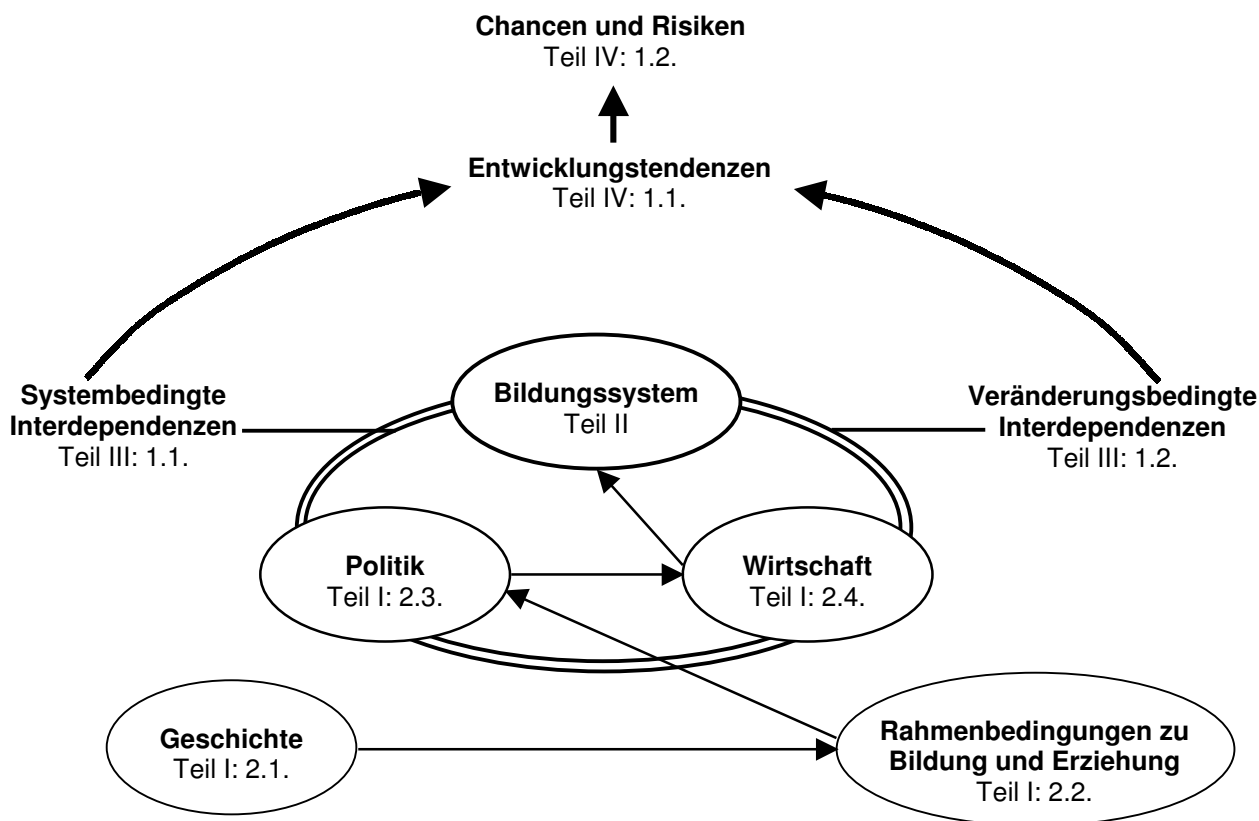 Chancen und Risiken
Teil IV: 1.2.
Entwicklungstendenzen
Teil IV: 1.1.
Systembedingte
Interdependenzen
Teil III: 1.1.
Bildungssystem
Teil II
Veränderungsbedingte
Interdependenzen
Teil III: 1.2.
Politik
Teil I: 2.3.
Wirtschaft
Teil I: 2.4.
Geschichte
Teil I: 2.1.
Rahmenbedingungen zu
Bildung und Erziehung
Teil I: 2.2.